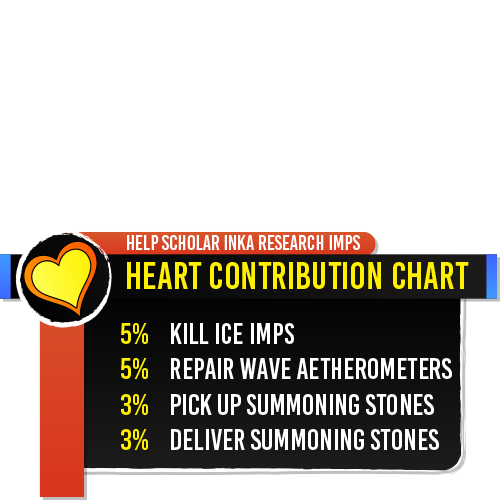 HELP SCHOLAR INKA RESEARCH IMPS
HEART CONTRIBUTION CHART
5% KILL ICE IMPS
5% REPAIR WAVE AETHEROMETERS
3% PICK UP SUMMONING STONES
3% DELIVER SUMMONING STONES